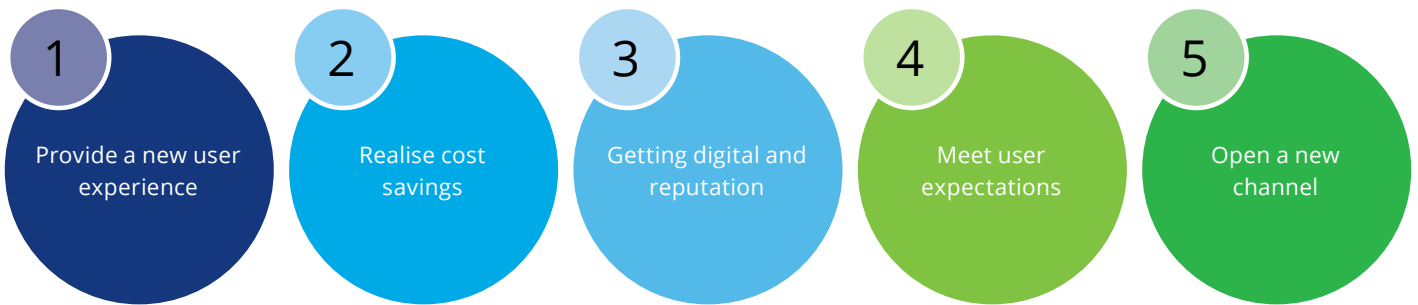 1
Provide a new user
experience
2
Realise cost
savings
3
Getting digital and
reputation
4
Meet user
expectations
5
Open a new
channel